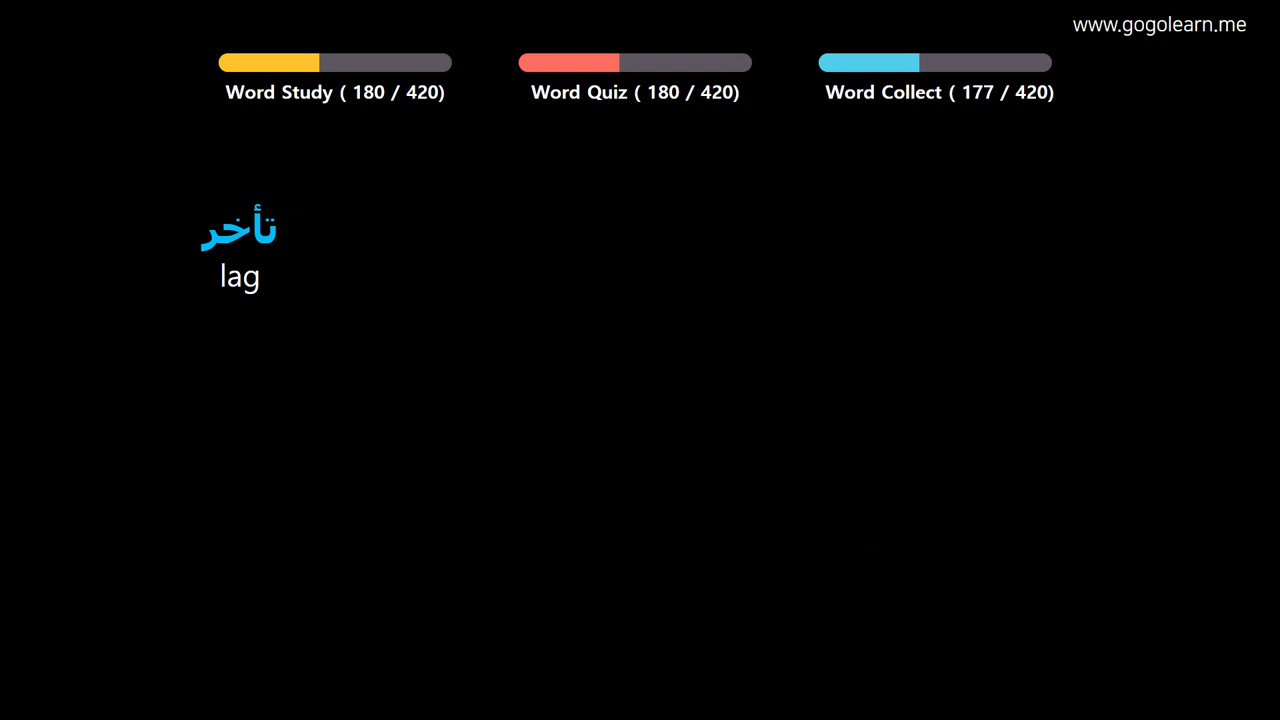 www.gogolearn.me
Word Study ( 180 / 420)
Word Quiz ( 180 / 420)
Word Collect ( 177 / 420)
تأخر
lag